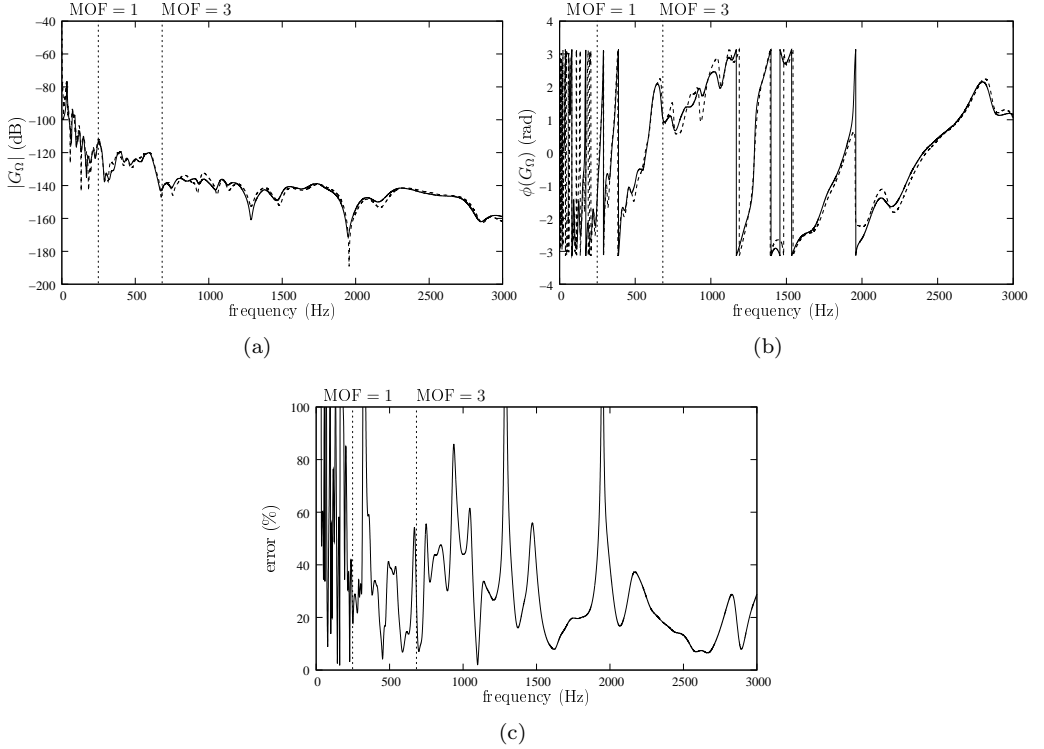 MOF = 1 MOF = 3
−40
−60
−80
−100
−120
−140
−160
−180
−200
|G_Ω| (dB)
0 500 1000 1500 2000 2500 3000
frequency (Hz)
(a)
MOF = 1 MOF = 3
4
3
2
1
0
−1
−2
−3
−4
ϕ(G_Ω) (rad)
0 500 1000 1500 2000 2500 3000
frequency (Hz)
(b)
MOF = 1 MOF = 3
100
80
60
40
20
0
error (%)
0 500 1000 1500 2000 2500 3000
frequency (Hz)
(c)